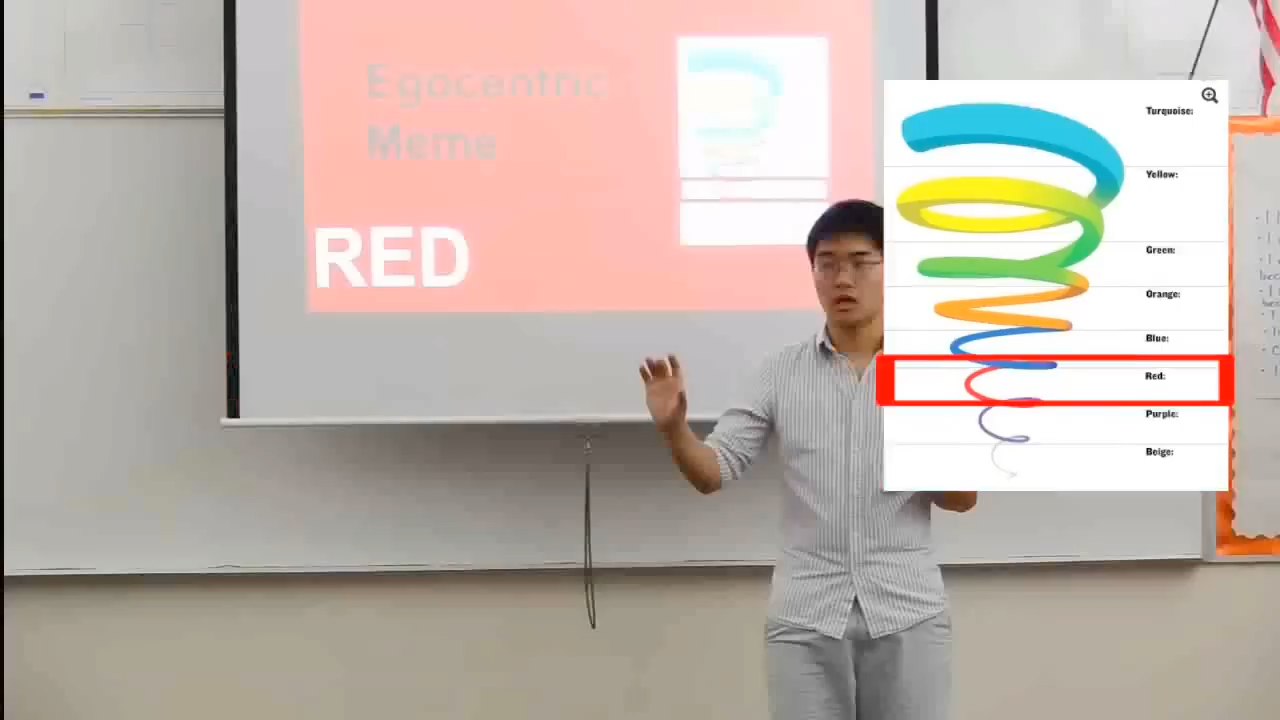 Egocentric
Meme
RED
Turquoise:
Yellow:
Green:
Orange:
Blue:
Red:
Purple:
Beige: